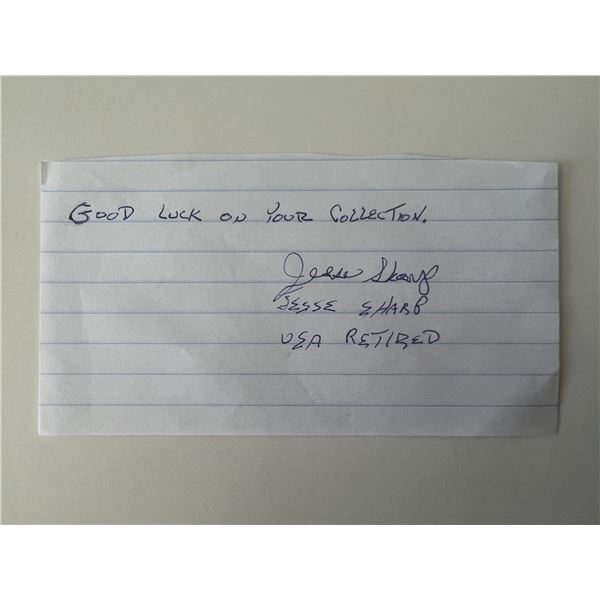 GOOD LUCK ON YOUR COLLECTION.
Jesse Sharp
JESSE SHARP
USA RETIRED